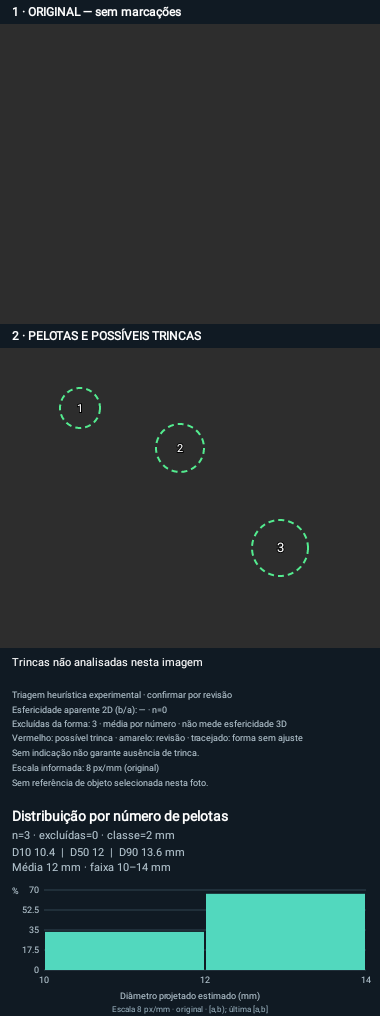 1 · ORIGINAL — sem marcações
2 · PELOTAS E POSSÍVEIS TRINCAS
1
2
3
Trincas não analisadas nesta imagem
Triagem heurística experimental · confirmar por revisão
Esfericidade aparente 2D (b/a): — · n=0
Excluídas da forma: 3 · média por número · não mede esfericidade 3D
Vermelho: possível trinca · amarelo: revisão · tracejado: forma sem ajuste
Sem indicação não garante ausência de trinca.
Escala informada: 8 px/mm (original)
Sem referência de objeto selecionada nesta foto.
Distribuição por número de pelotas
n=3 · excluídas=0 · classe=2 mm
D10 10.4 | D50 12 | D90 13.6 mm
Média 12 mm · faixa 10–14 mm
% 70
52.5
35
17.5
0
10 12 14
Diâmetro projetado estimado (mm)
Escala 8 px/mm · original · [a,b); última [a,b]